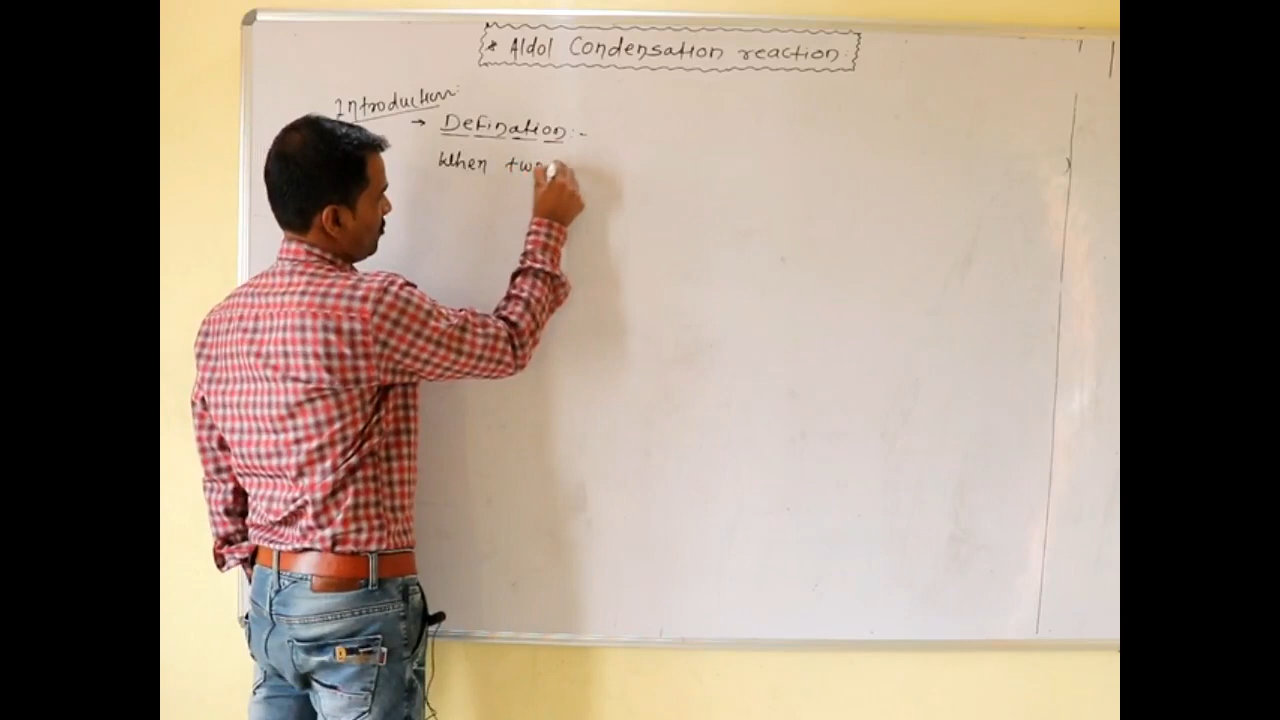 * Aldol Condensation reaction:
Introduction:
→ Defination:-
When two